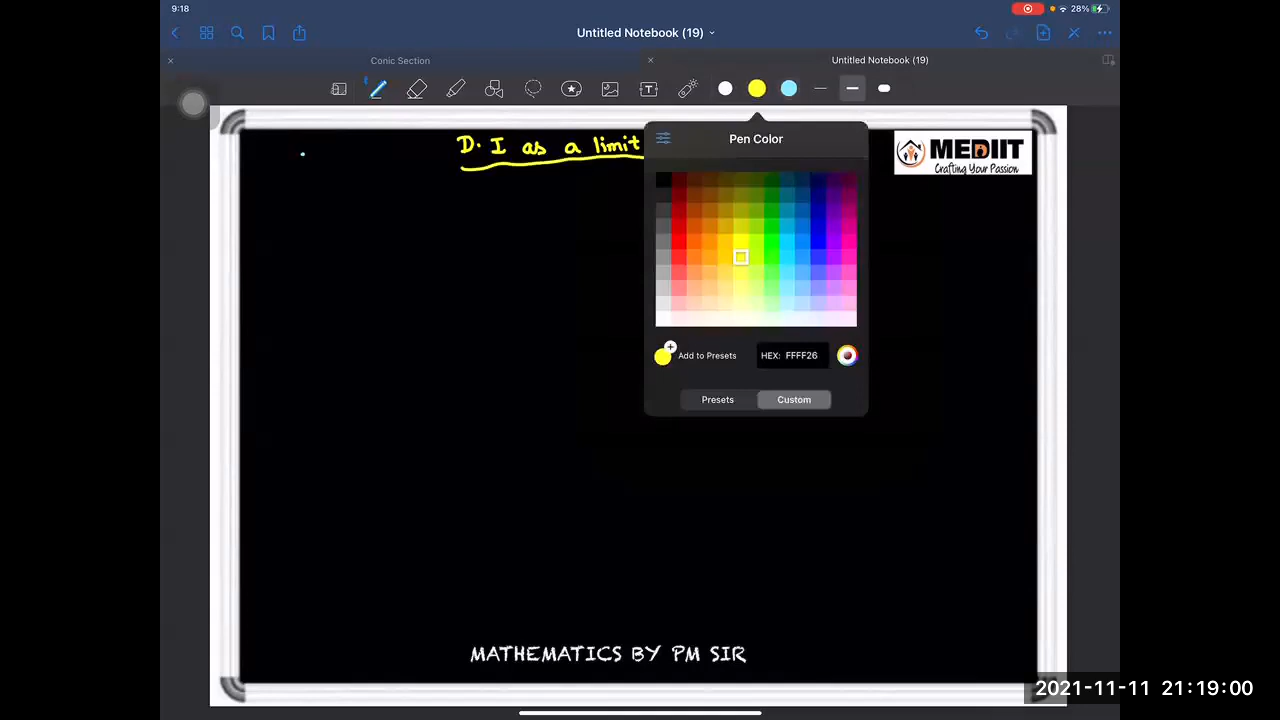 9:18
28%
Untitled Notebook (19)
Conic Section
Untitled Notebook (19)
D. I as a limit
Pen Color
MEDIIT
Crafting Your Passion
Add to Presets
HEX: FFFF26
Presets
Custom
MATHEMATICS BY PM SIR
2021-11-11 21:19:00